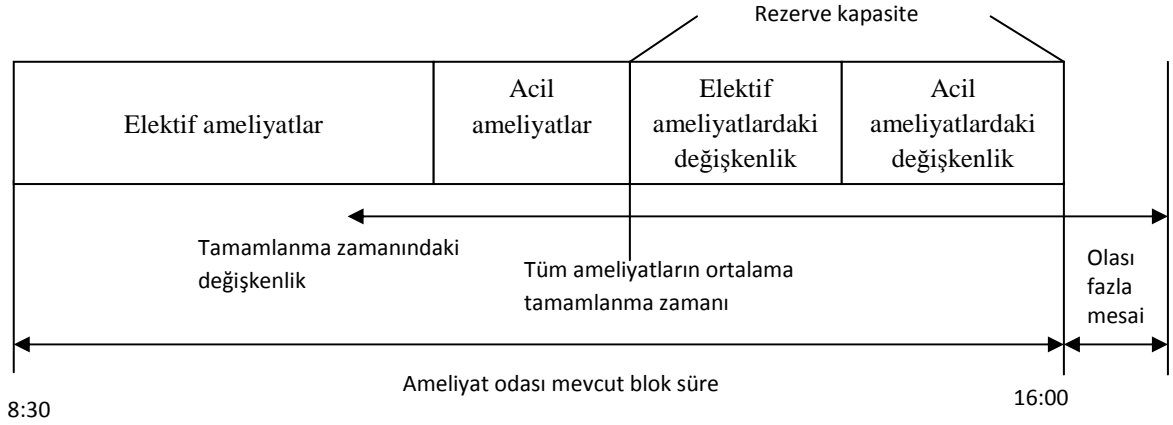 Rezerve kapasite
Elektif ameliyatlar
Acil
ameliyatlar
Elektif
ameliyatlardaki
değişkenlik
Acil
ameliyatlardaki
değişkenlik
Tamamlanma zamanındaki
değişkenlik
Tüm ameliyatların ortalama
tamamlanma zamanı
Olası
fazla
mesai
Ameliyat odası mevcut blok süre
8:30
16:00